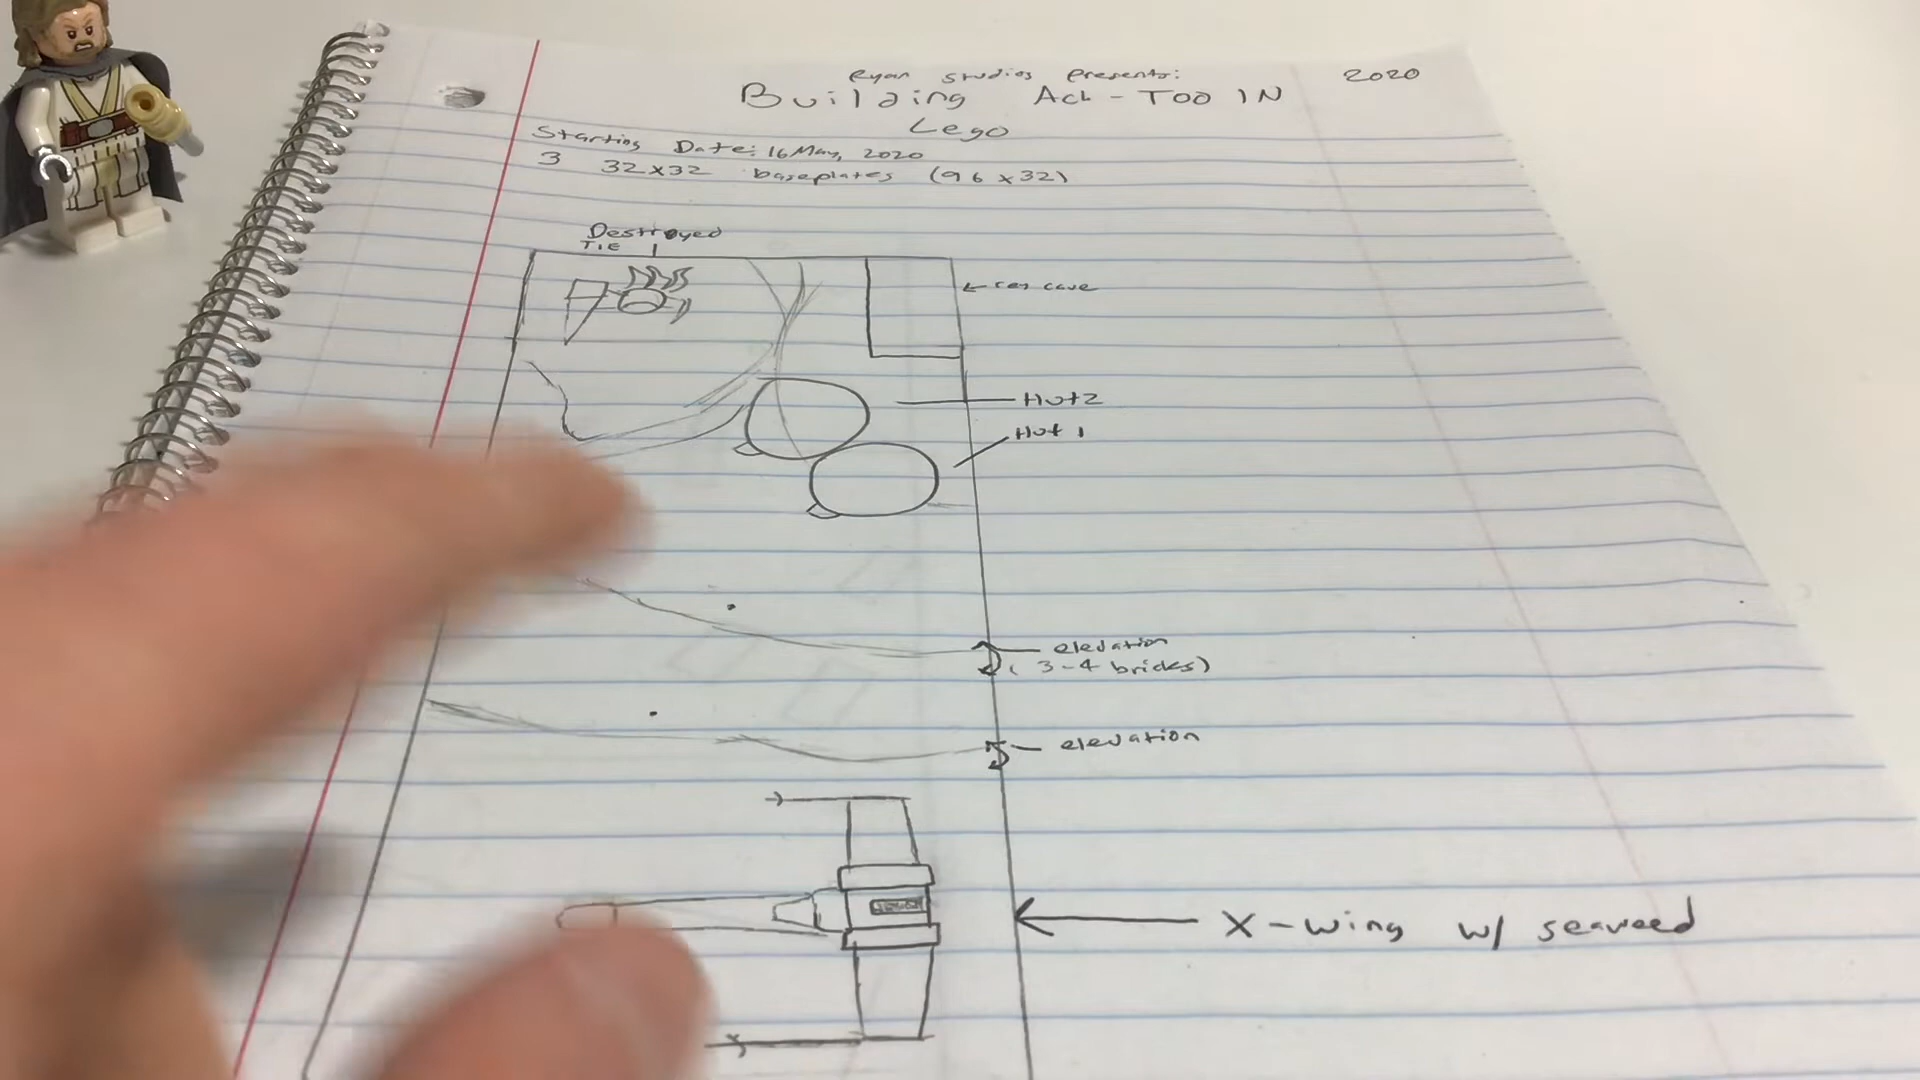 Ryan Studios Presents:
2020
Building Ach-Too IN
Lego
Starting Date: 16 May, 2020
3 32x32 baseplates (96x32)
Destroyed
TIE
cave
Hut 2
Hut 1
elevation
(3-4 bricks)
elevation
X-wing w/ seaweed